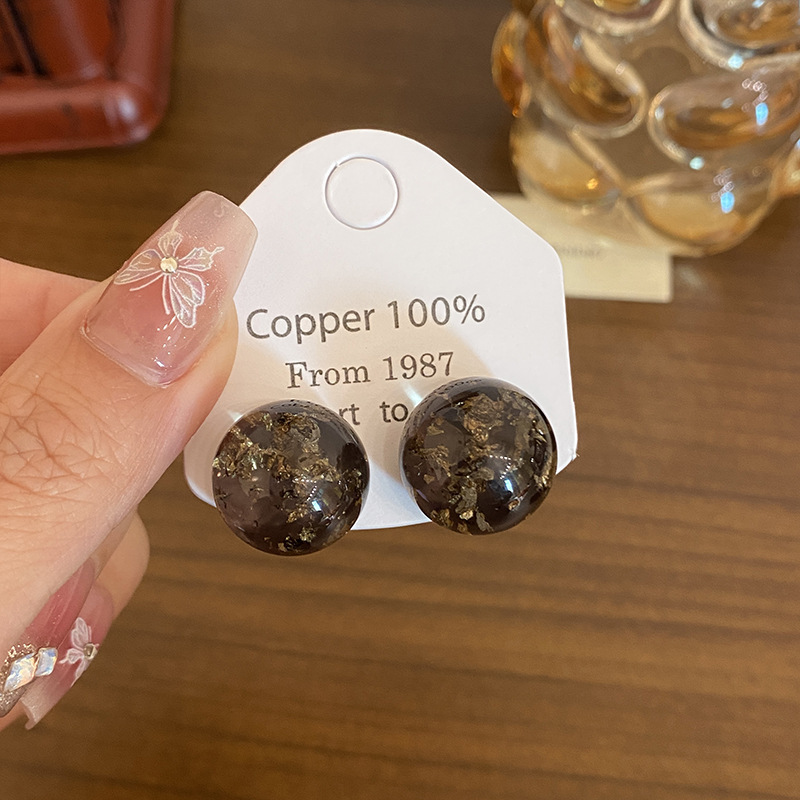 Copper 100%
From 1987
to